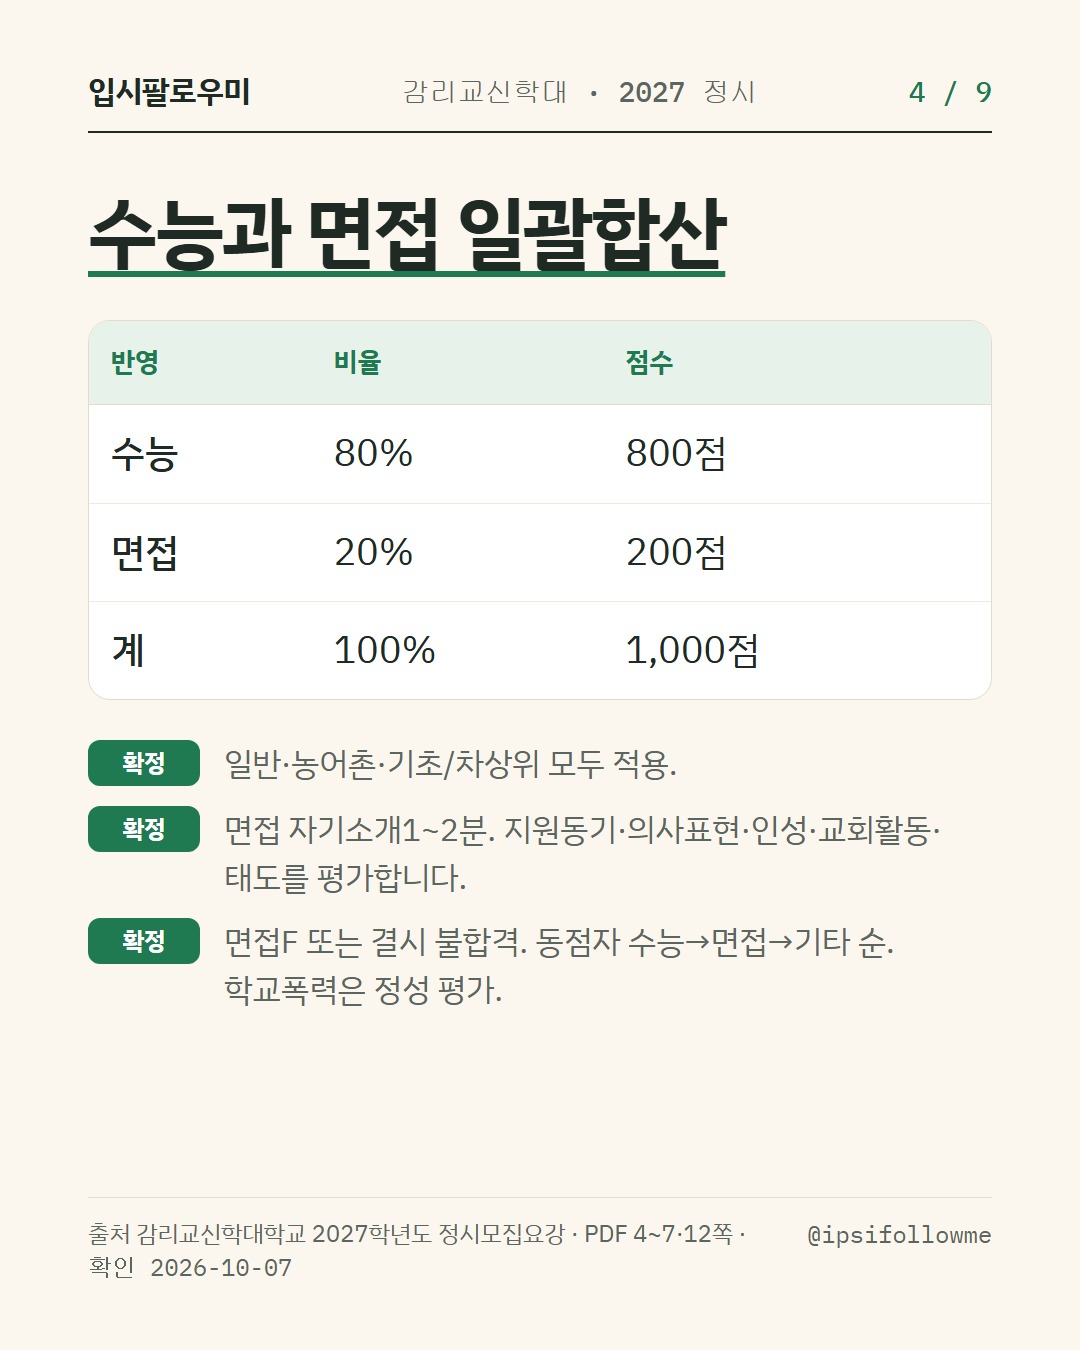 입시팔로우미
감리교신학대 · 2027 정시
4 / 9
수능과 면접 일괄합산
반영 비율 점수
수능 80% 800점
면접 20% 200점
계 100% 1,000점
확정 일반·농어촌·기초/차상위 모두 적용.
확정 면접 자기소개1~2분. 지원동기·의사표현·인성·교회활동·
태도를 평가합니다.
확정 면접F 또는 결시 불합격. 동점자 수능→면접→기타 순.
학교폭력은 정성 평가.
출처 감리교신학대학교 2027학년도 정시모집요강 · PDF 4~7·12쪽 ·
확인 2026-10-07
@ipsifollowme